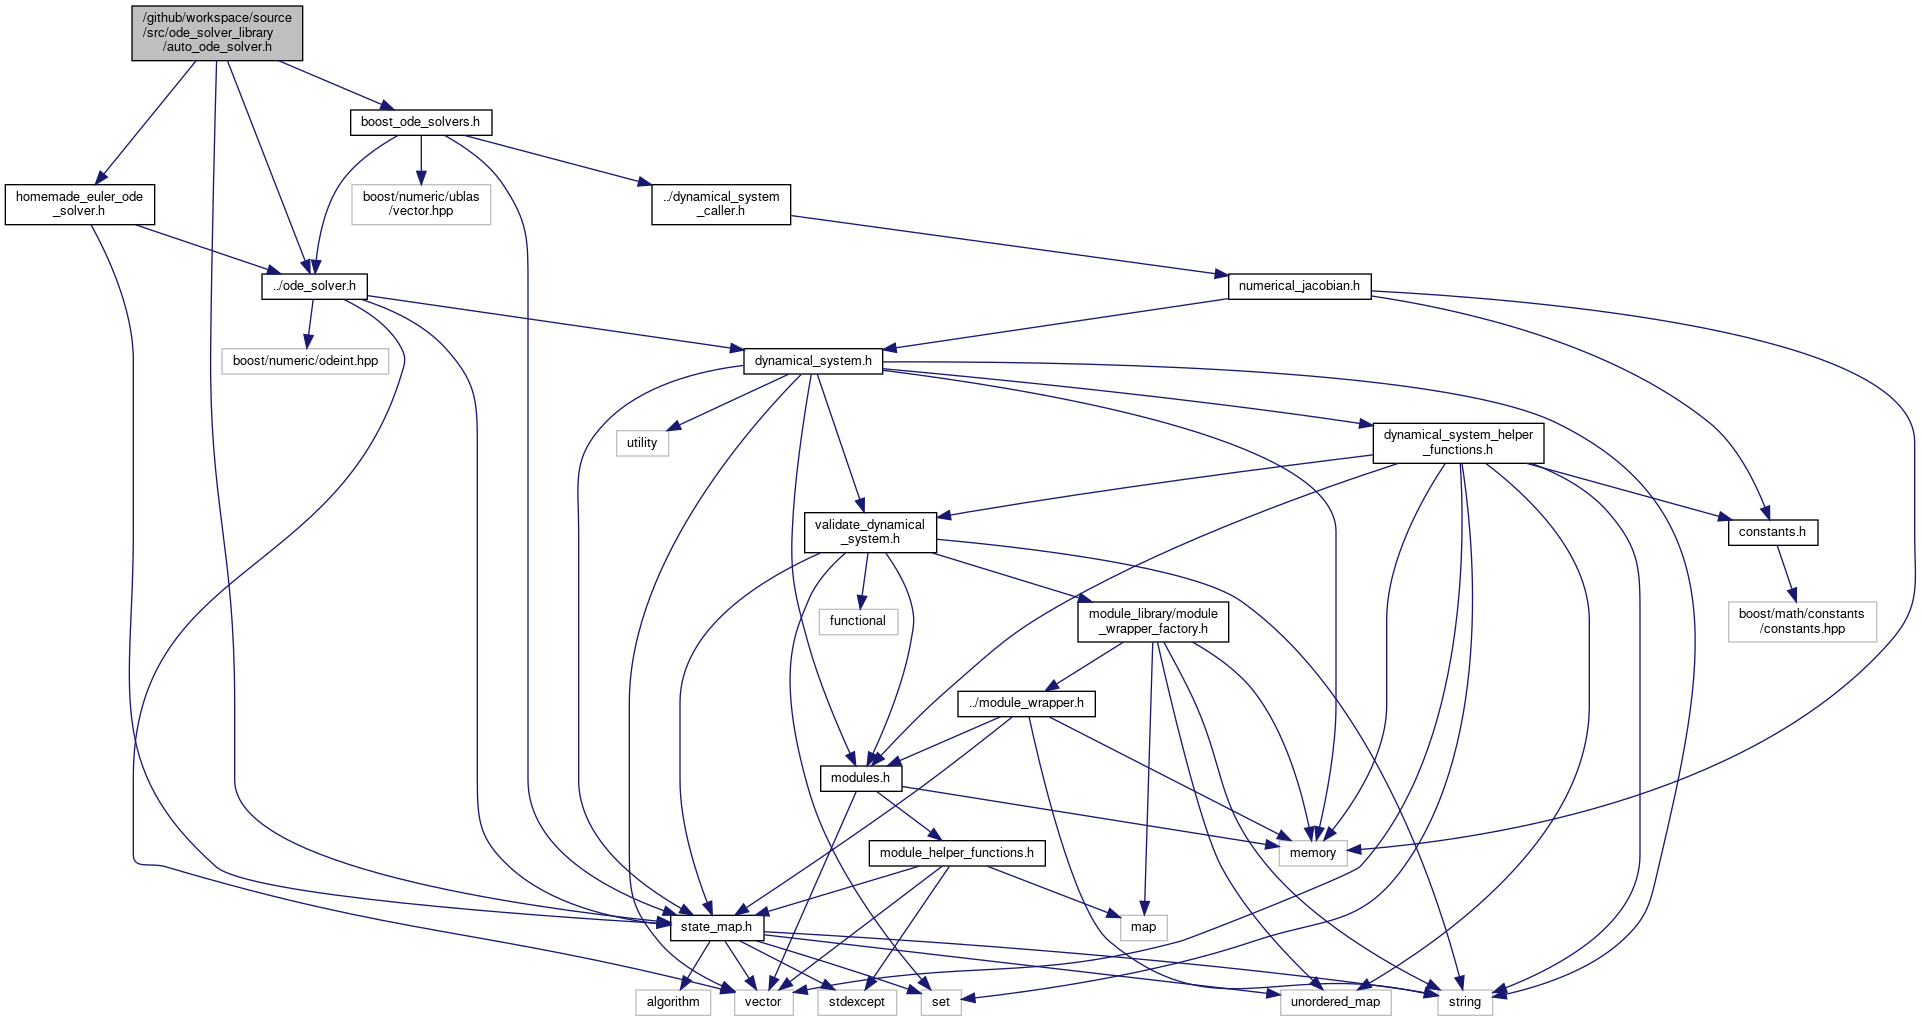 /github/workspace/source
/src/ode_solver_library
/auto_ode_solver.h
boost_ode_solvers.h
homemade_euler_ode
_solver.h
boost/numeric/ublas
/vector.hpp
../dynamical_system
_caller.h
../ode_solver.h
numerical_jacobian.h
boost/numeric/odeint.hpp
dynamical_system.h
utility
dynamical_system_helper
_functions.h
validate_dynamical
_system.h
constants.h
functional
module_library/module
_wrapper_factory.h
boost/math/constants
/constants.hpp
../module_wrapper.h
modules.h
module_helper_functions.h
memory
state_map.h
map
algorithm
vector
stdexcept
set
unordered_map
string